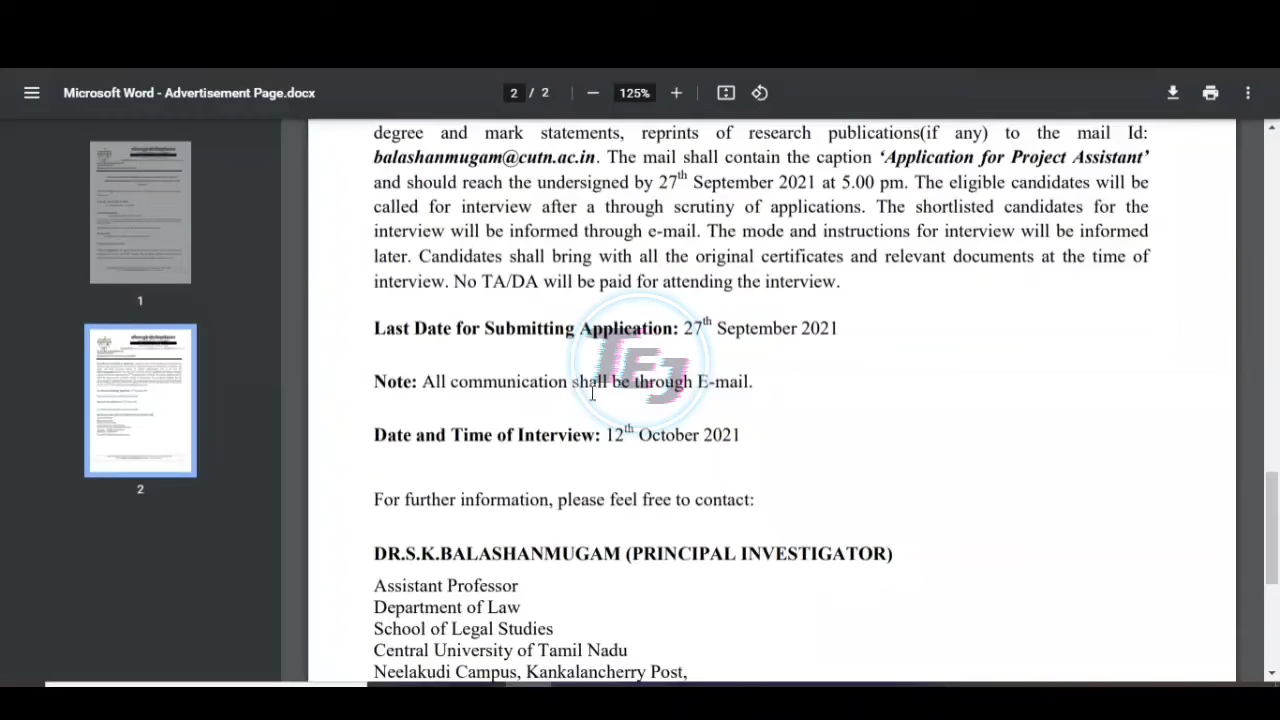 Microsoft Word - Advertisement Page.docx
2 / 2
125%
degree and mark statements, reprints of research publications(if any) to the mail Id:
balashanmugam@cutn.ac.in. The mail shall contain the caption ‘Application for Project Assistant’
and should reach the undersigned by 27th September 2021 at 5.00 pm. The eligible candidates will be
called for interview after a through scrutiny of applications. The shortlisted candidates for the
interview will be informed through e-mail. The mode and instructions for interview will be informed
later. Candidates shall bring with all the original certificates and relevant documents at the time of
interview. No TA/DA will be paid for attending the interview.
Last Date for Submitting Application: 27th September 2021
Note: All communication shall be through E-mail.
Date and Time of Interview: 12th October 2021
For further information, please feel free to contact:
DR.S.K.BALASHANMUGAM (PRINCIPAL INVESTIGATOR)
Assistant Professor
Department of Law
School of Legal Studies
Central University of Tamil Nadu
Neelakudi Campus, Kankalancherry Post,
1
2